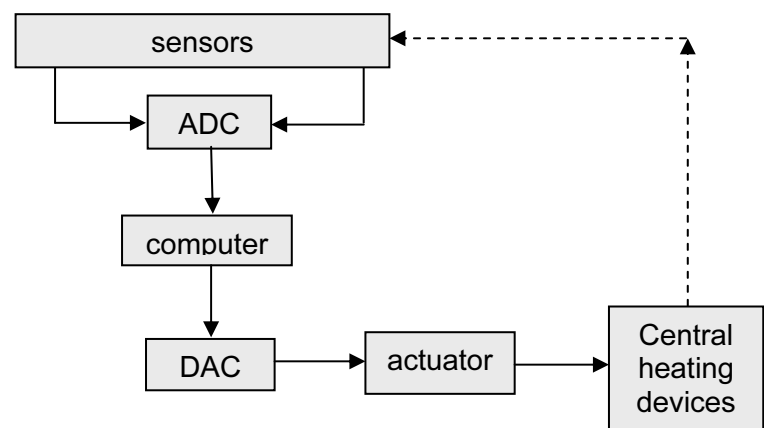 sensors
ADC
computer
DAC
actuator
Central
heating
devices